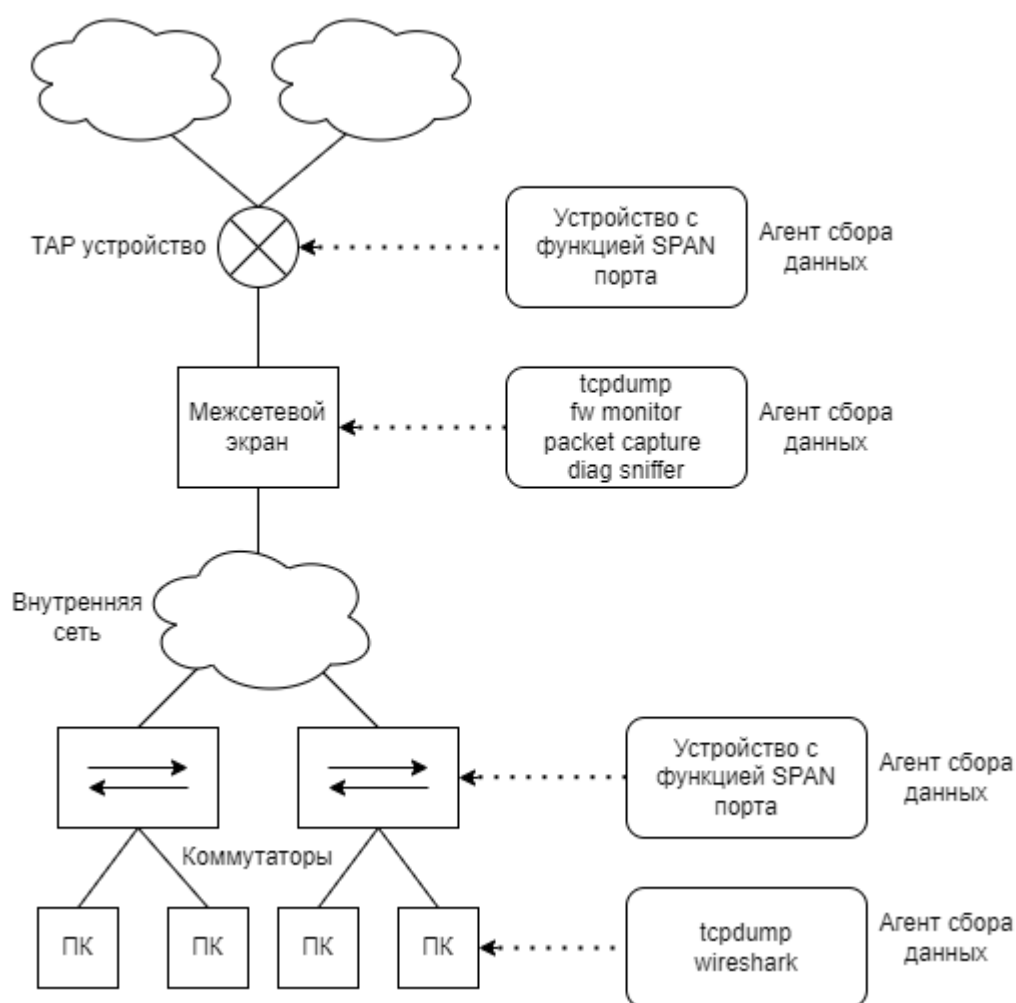 ТАР устройство
Устройство с
функцией SPAN
порта
Агент сбора
данных
Межсетевой
экран
tcpdump
fw monitor
packet capture
diag sniffer
Агент сбора
данных
Внутренняя
сеть
Устройство с
функцией SPAN
порта
Агент сбора
данных
Коммутаторы
ПК
ПК
ПК
ПК
tcpdump
wireshark
Агент сбора
данных